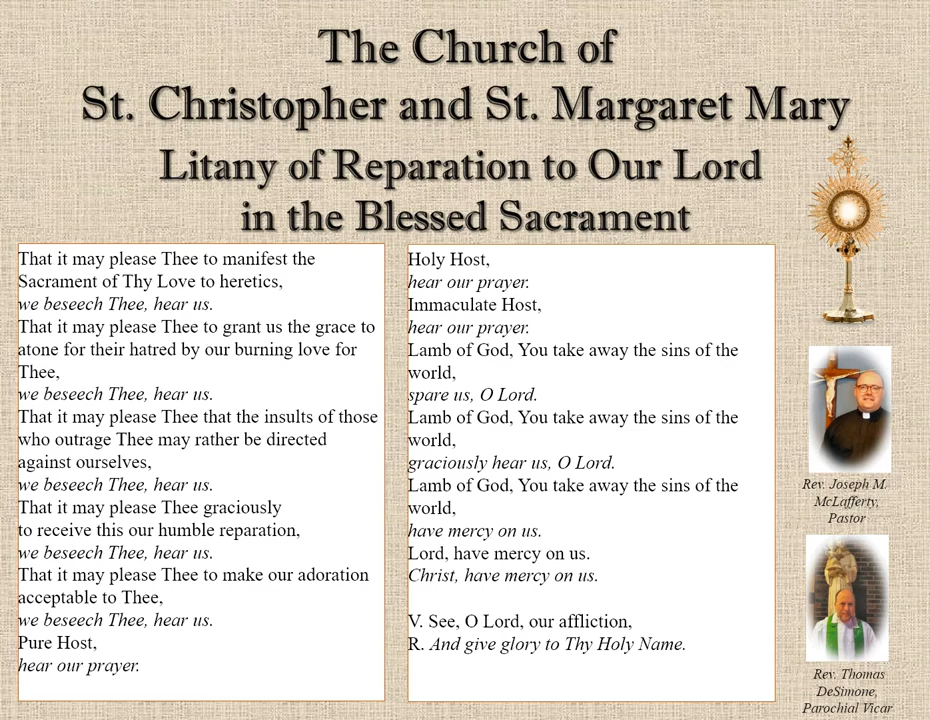 The Church of
St. Christopher and St. Margaret Mary
Litany of Reparation to Our Lord
in the Blessed Sacrament
That it may please Thee to manifest the
Sacrament of Thy Love to heretics,
we beseech Thee, hear us.
That it may please Thee to grant us the grace to
atone for their hatred by our burning love for
Thee,
we beseech Thee, hear us.
That it may please Thee that the insults of those
who outrage Thee may rather be directed
against ourselves,
we beseech Thee, hear us.
That it may please Thee graciously
to receive this our humble reparation,
we beseech Thee, hear us.
That it may please Thee to make our adoration
acceptable to Thee,
we beseech Thee, hear us.
Pure Host,
hear our prayer.
Holy Host,
hear our prayer.
Immaculate Host,
hear our prayer.
Lamb of God, You take away the sins of the
world,
spare us, O Lord.
Lamb of God, You take away the sins of the
world,
graciously hear us, O Lord.
Lamb of God, You take away the sins of the
world,
have mercy on us.
Lord, have mercy on us.
Christ, have mercy on us.
V. See, O Lord, our affliction,
R. And give glory to Thy Holy Name.
Rev. Joseph M.
McLafferty,
Pastor
Rev. Thomas
DeSimone,
Parochial Vicar